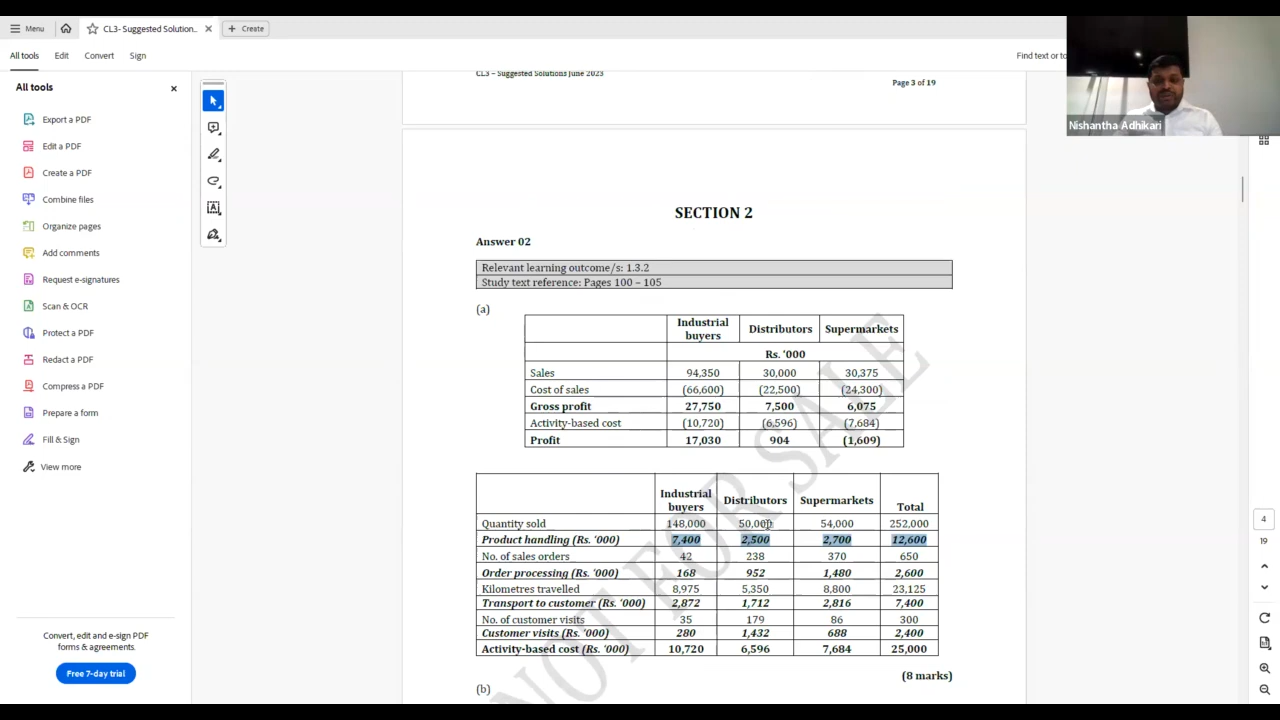 Menu
CL3- Suggested Solution...
Create
All tools Edit Convert Sign
Find text or to
All tools
Export a PDF
Edit a PDF
Create a PDF
Combine files
Organize pages
Add comments
Request e-signatures
Scan & OCR
Protect a PDF
Redact a PDF
Compress a PDF
Prepare a form
Fill & Sign
View more
Convert, edit and e-sign PDF
forms & agreements.
Free 7-day trial
CL3 – Suggested Solutions June 2023
Page 3 of 19
SECTION 2
Answer 02
Relevant learning outcome/s: 1.3.2
Study text reference: Pages 100 – 105
(a)
Industrial buyers Distributors Supermarkets
Rs. ‘000
Sales 94,350 30,000 30,375
Cost of sales (66,600) (22,500) (24,300)
Gross profit 27,750 7,500 6,075
Activity-based cost (10,720) (6,596) (7,684)
Profit 17,030 904 (1,609)
Industrial buyers Distributors Supermarkets Total
Quantity sold 148,000 50,000 54,000 252,000
Product handling (Rs. ‘000) 7,400 2,500 2,700 12,600
No. of sales orders 42 238 370 650
Order processing (Rs. ‘000) 168 952 1,480 2,600
Kilometres travelled 8,975 5,350 8,800 23,125
Transport to customer (Rs. ‘000) 2,872 1,712 2,816 7,400
No. of customer visits 35 179 86 300
Customer visits (Rs. ‘000) 280 1,432 688 2,400
Activity-based cost (Rs. ‘000) 10,720 6,596 7,684 25,000
(8 marks)
(b)
NOT FOR SALE
Nishantha Adhikari
4
19